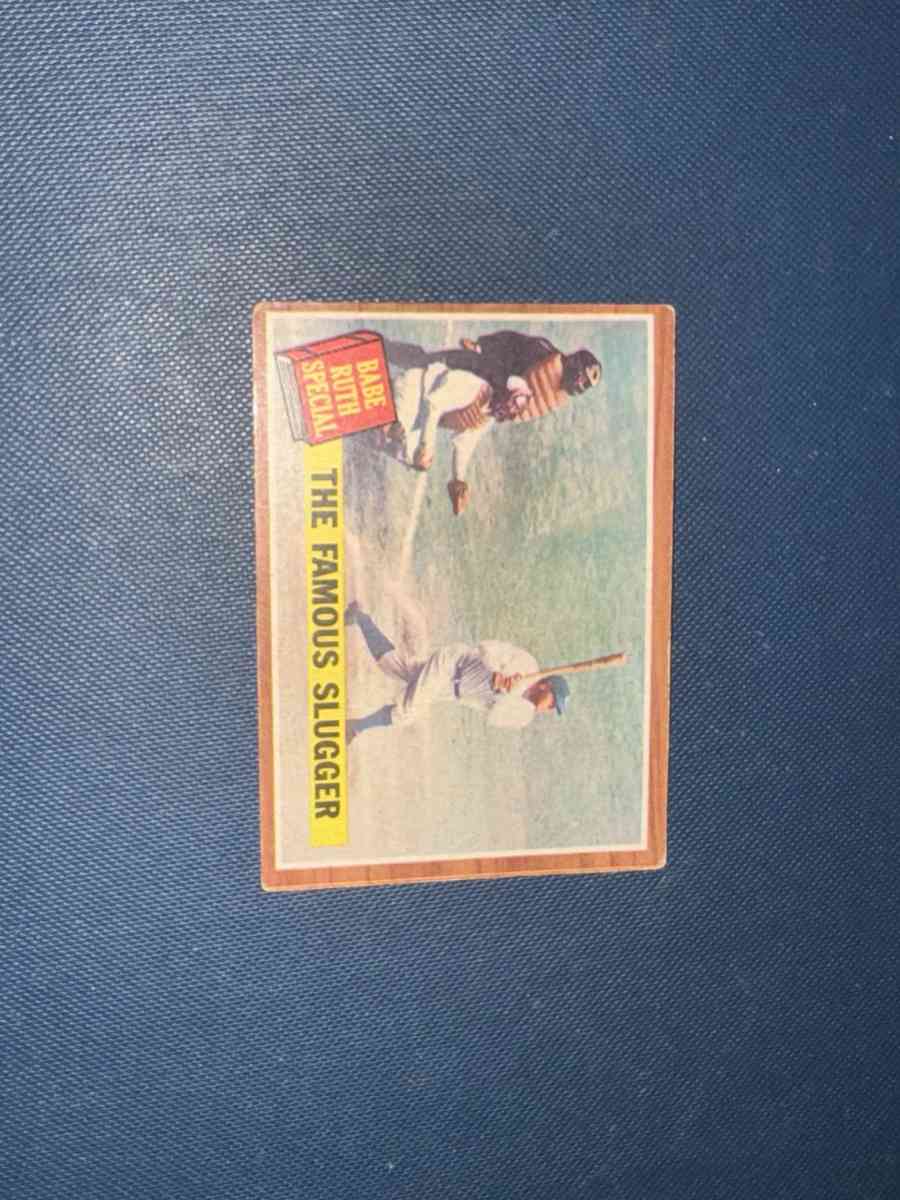 BABE
RUTH
SPECIAL
THE FAMOUS SLUGGER